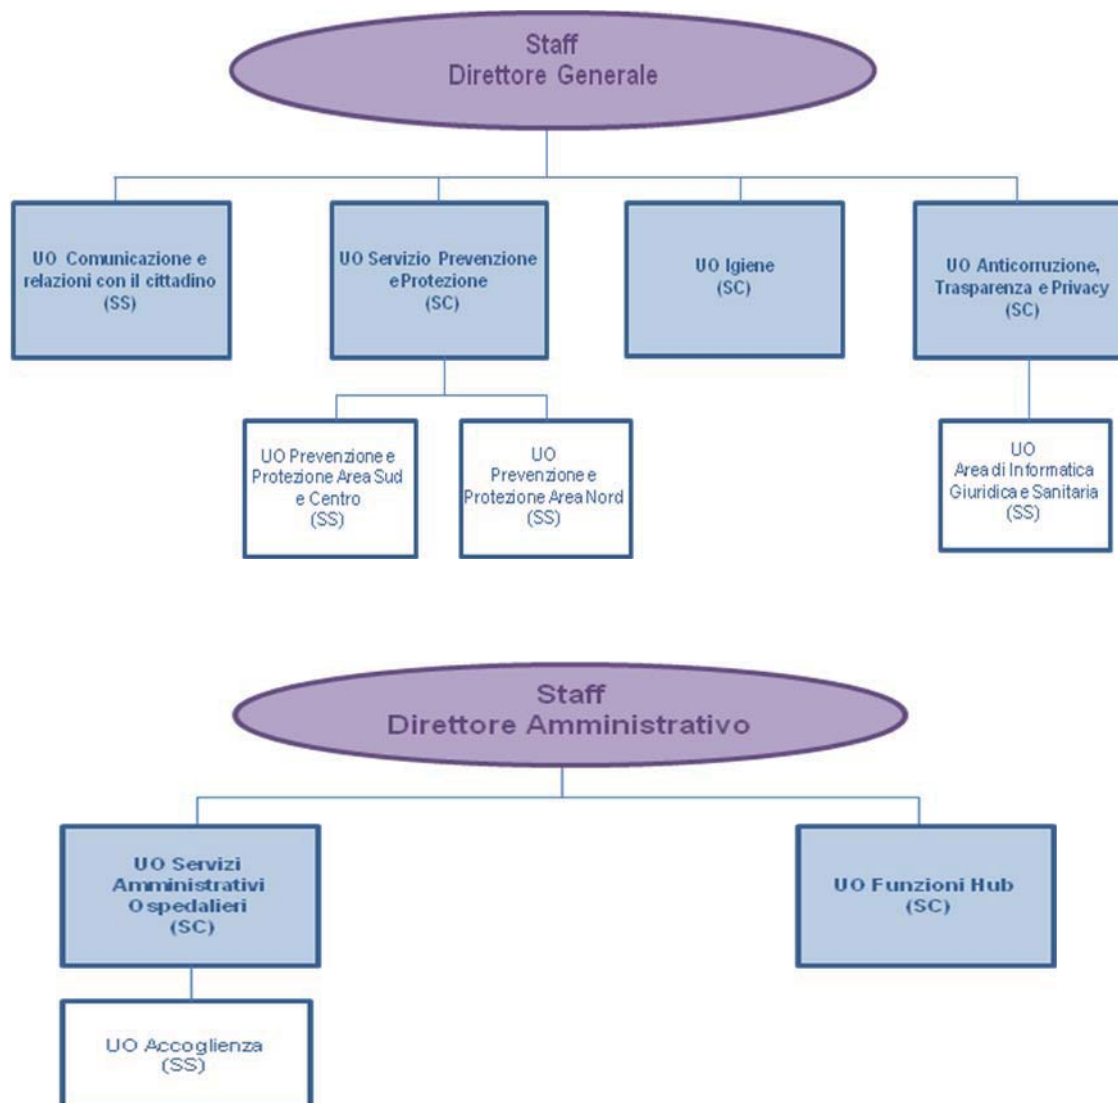 Staff
Direttore Generale
UO Comunicazione e
relazioni con il cittadino
(SS)
UO Servizio Prevenzione
e Protezione
(SC)
UO Igiene
(SC)
UO Anticorruzione,
Trasparenza e Privacy
(SC)
UO Prevenzione e
Protezione Area Sud
e Centro
(SS)
UO
Prevenzione e
Protezione Area Nord
(SS)
UO
Area di Informatica
Giuridica e Sanitaria
(SS)
Staff
Direttore Amministrativo
UO Servizi
Amministrativi
Ospedalieri
(SC)
UO Funzioni Hub
(SC)
UO Accoglienza
(SS)